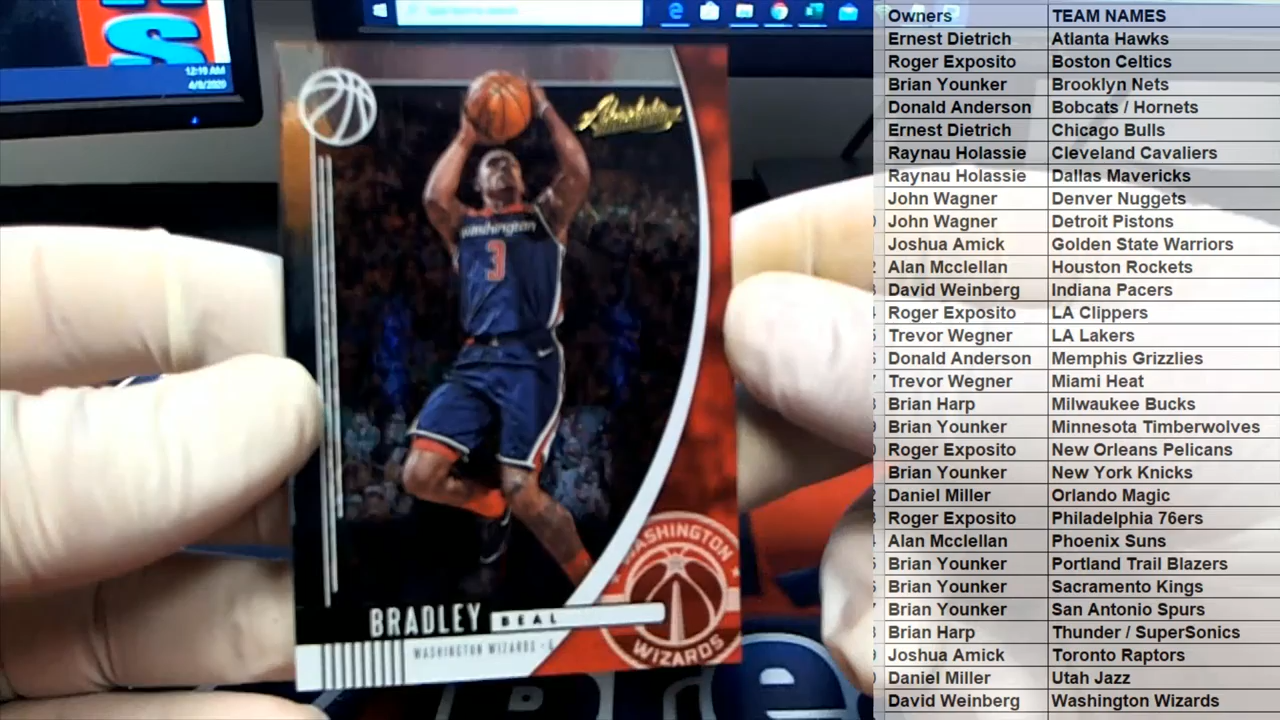 12:19 AM
4/9/2020
Absolute
washington
3
BRADLEY BEAL
WASHINGTON WIZARDS - G
WASHINGTON
WIZARDS
Owners TEAM NAMES
Ernest Dietrich Atlanta Hawks
Roger Exposito Boston Celtics
Brian Younker Brooklyn Nets
Donald Anderson Bobcats / Hornets
Ernest Dietrich Chicago Bulls
Raynau Holassie Cleveland Cavaliers
Raynau Holassie Dallas Mavericks
John Wagner Denver Nuggets
John Wagner Detroit Pistons
Joshua Amick Golden State Warriors
Alan Mcclellan Houston Rockets
David Weinberg Indiana Pacers
Roger Exposito LA Clippers
Trevor Wegner LA Lakers
Donald Anderson Memphis Grizzlies
Trevor Wegner Miami Heat
Brian Harp Milwaukee Bucks
Brian Younker Minnesota Timberwolves
Roger Exposito New Orleans Pelicans
Brian Younker New York Knicks
Daniel Miller Orlando Magic
Roger Exposito Philadelphia 76ers
Alan Mcclellan Phoenix Suns
Brian Younker Portland Trail Blazers
Brian Younker Sacramento Kings
Brian Younker San Antonio Spurs
Brian Harp Thunder / SuperSonics
Joshua Amick Toronto Raptors
Daniel Miller Utah Jazz
David Weinberg Washington Wizards